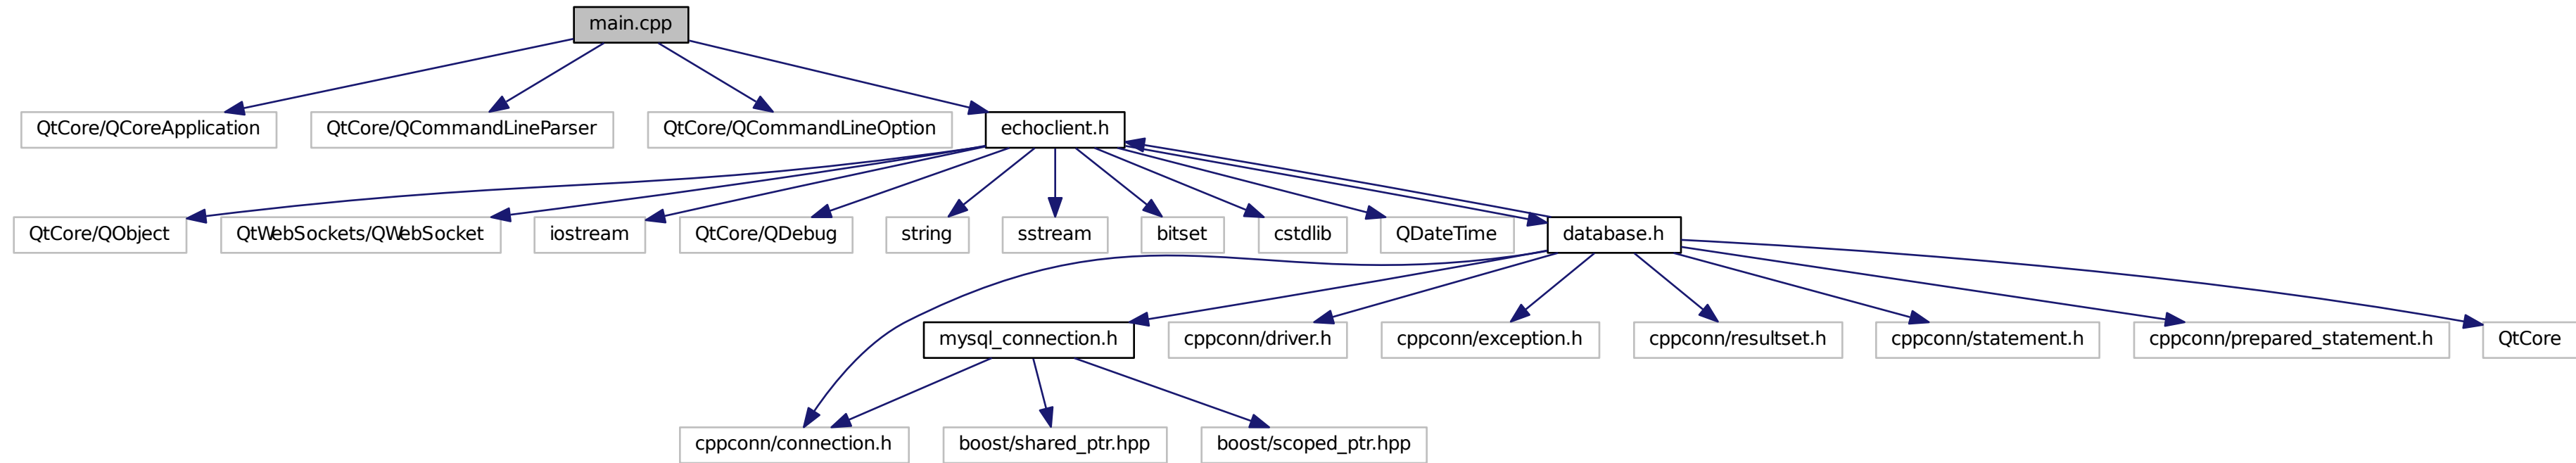 main.cpp
QtCore/QCoreApplication
QtCore/QCommandLineParser
QtCore/QCommandLineOption
echoclient.h
QtCore/QObject
QtWebSockets/QWebSocket
iostream
QtCore/QDebug
string
sstream
bitset
cstdlib
QDateTime
database.h
mysql_connection.h
cppconn/driver.h
cppconn/exception.h
cppconn/resultset.h
cppconn/statement.h
cppconn/prepared_statement.h
QtCore
cppconn/connection.h
boost/shared_ptr.hpp
boost/scoped_ptr.hpp